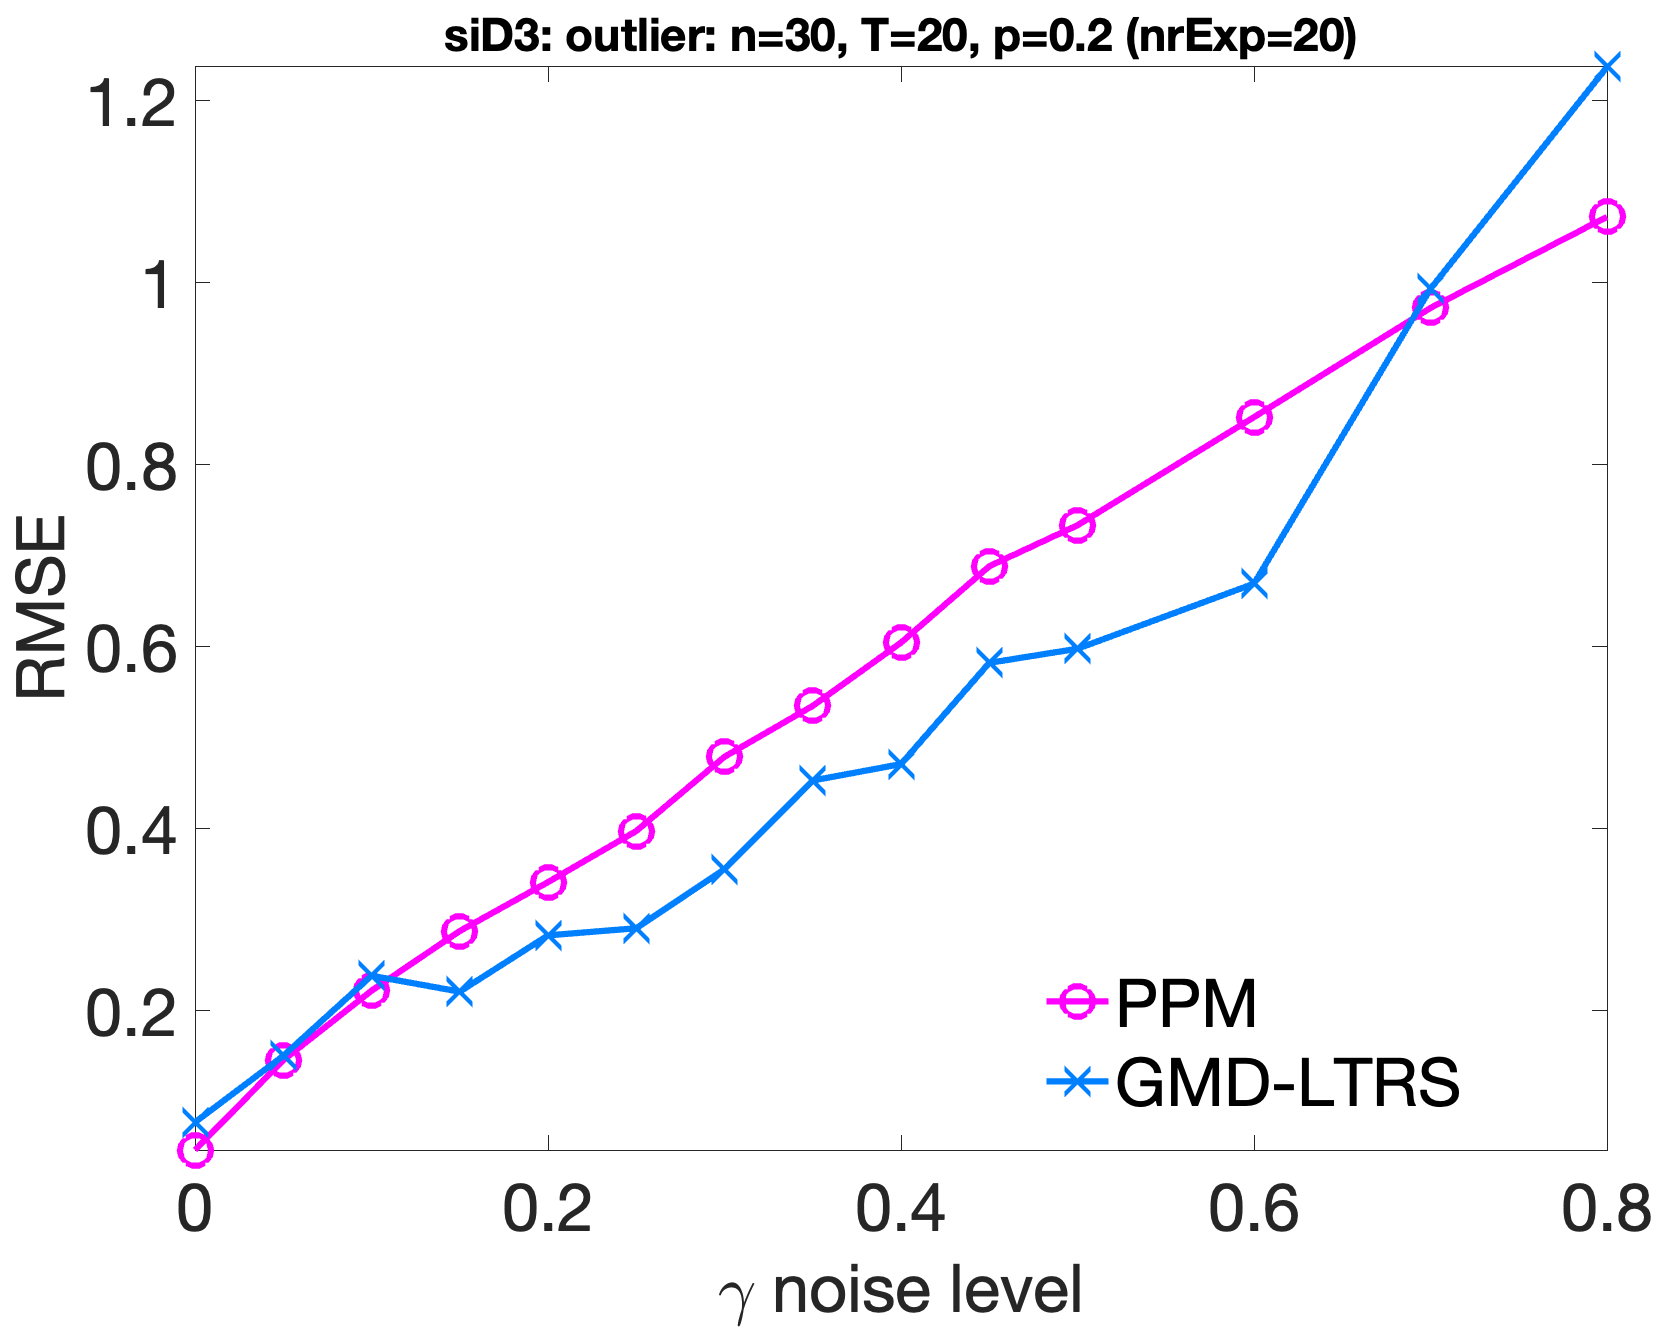 siD3: outlier: n=30, T=20, p=0.2 (nrExp=20)
1.2
1
0.8
0.6
0.4
0.2
RMSE
PPM
GMD-LTRS
0 0.2 0.4 0.6 0.8
γ noise level